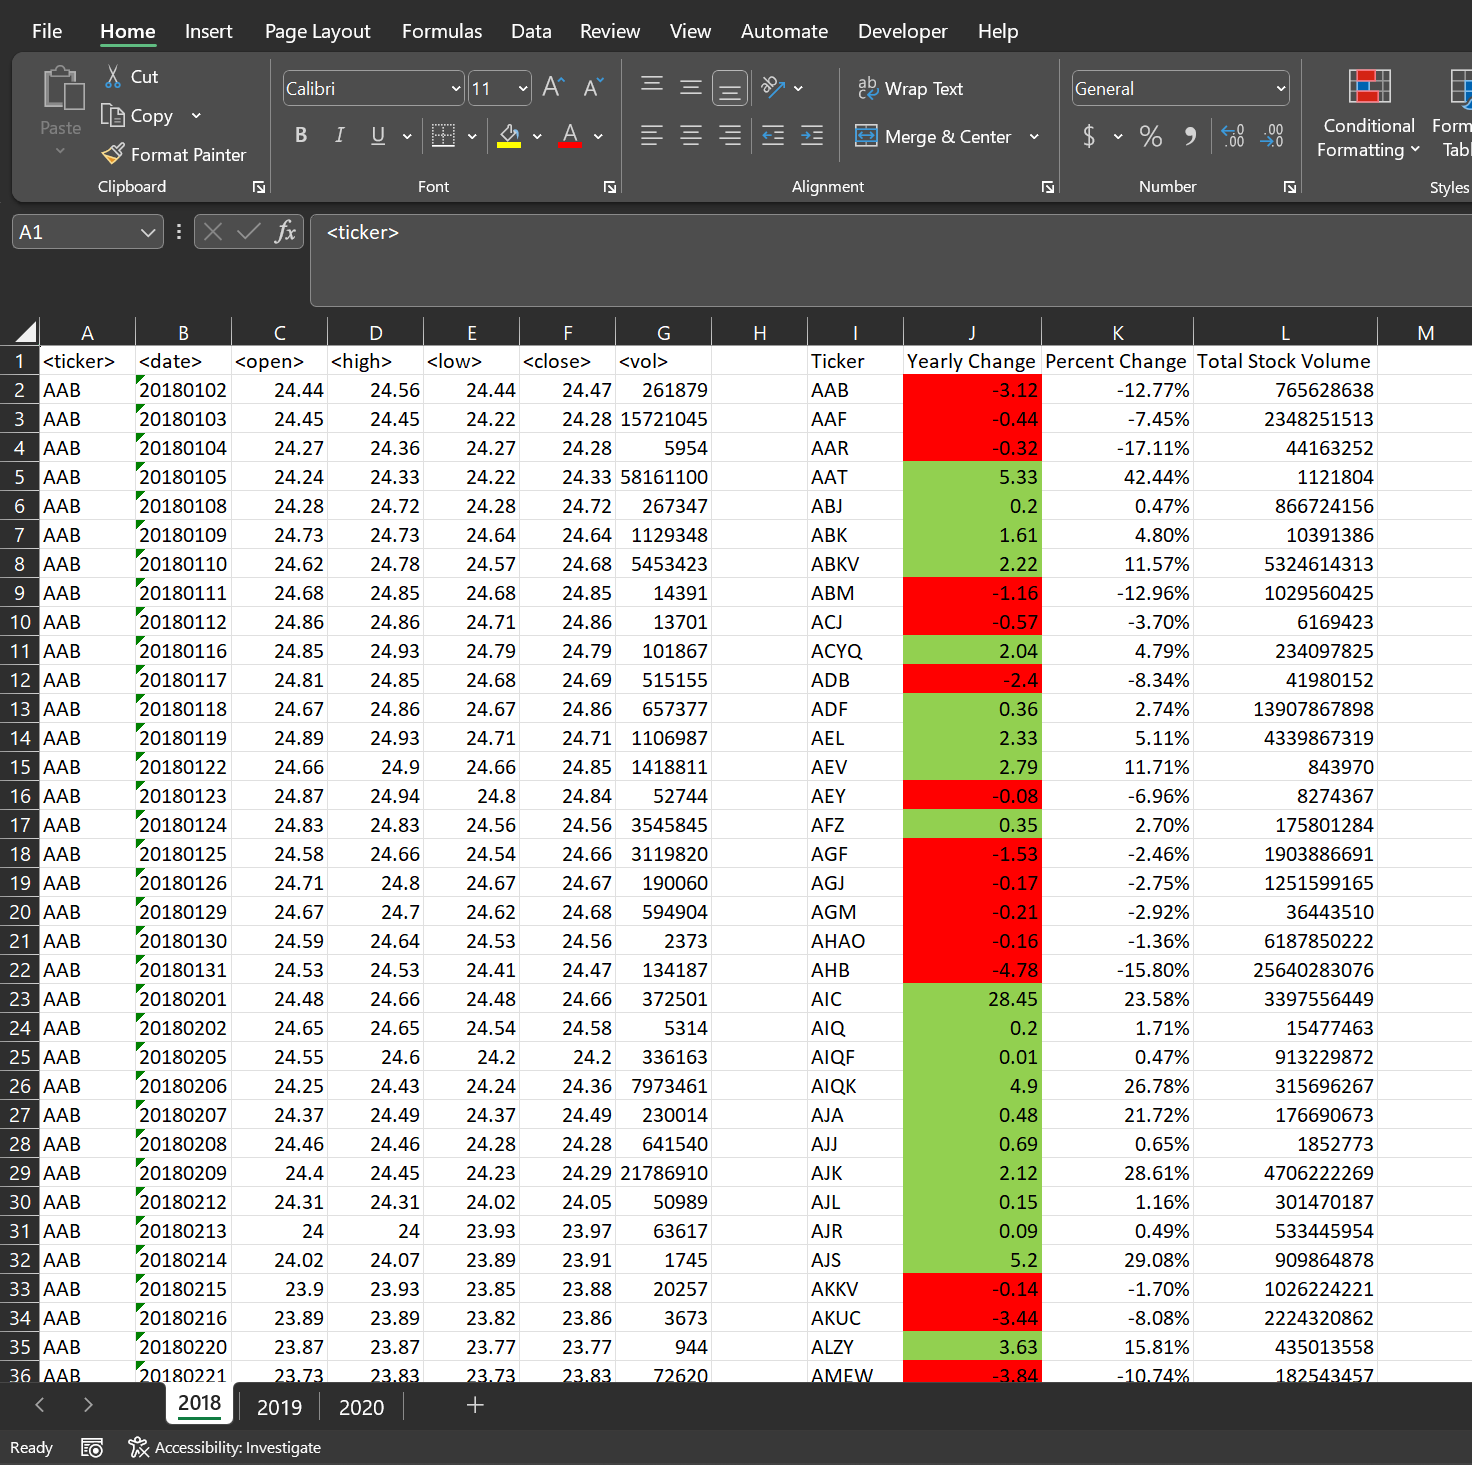 File Home Insert Page Layout Formulas Data Review View Automate Developer Help
Paste
Cut
Copy
Format Painter
Clipboard
Calibri 11
B I U
Font
Wrap Text
Merge & Center
Alignment
General
$ % 9
Number
Conditional
Formatting
Form
Tabl
Styles
A1 fx <ticker>
A B C D E F G H I J K L M
1 <ticker> <date> <open> <high> <low> <close> <vol> Ticker Yearly Change Percent Change Total Stock Volume
2 AAB 20180102 24.44 24.56 24.44 24.47 261879 AAB -3.12 -12.77% 765628638
3 AAB 20180103 24.45 24.45 24.22 24.28 15721045 AAF -0.44 -7.45% 2348251513
4 AAB 20180104 24.27 24.36 24.27 24.28 5954 AAR -0.32 -17.11% 44163252
5 AAB 20180105 24.24 24.33 24.22 24.33 58161100 AAT 5.33 42.44% 1121804
6 AAB 20180108 24.28 24.72 24.28 24.72 267347 ABJ 0.2 0.47% 866724156
7 AAB 20180109 24.73 24.73 24.64 24.64 1129348 ABK 1.61 4.80% 10391386
8 AAB 20180110 24.62 24.78 24.57 24.68 5453423 ABKV 2.22 11.57% 5324614313
9 AAB 20180111 24.68 24.85 24.68 24.85 14391 ABM -1.16 -12.96% 1029560425
10 AAB 20180112 24.86 24.86 24.71 24.86 13701 ACJ -0.57 -3.70% 6169423
11 AAB 20180116 24.85 24.93 24.79 24.79 101867 ACYQ 2.04 4.79% 234097825
12 AAB 20180117 24.81 24.85 24.68 24.69 515155 ADB -2.4 -8.34% 41980152
13 AAB 20180118 24.67 24.86 24.67 24.86 657377 ADF 0.36 2.74% 13907867898
14 AAB 20180119 24.89 24.93 24.71 24.71 1106987 AEL 2.33 5.11% 4339867319
15 AAB 20180122 24.66 24.9 24.66 24.85 1418811 AEV 2.79 11.71% 843970
16 AAB 20180123 24.87 24.94 24.8 24.84 52744 AEY -0.08 -6.96% 8274367
17 AAB 20180124 24.83 24.83 24.56 24.56 3545845 AFZ 0.35 2.70% 175801284
18 AAB 20180125 24.58 24.66 24.54 24.66 3119820 AGF -1.53 -2.46% 1903886691
19 AAB 20180126 24.71 24.8 24.67 24.67 190060 AGJ -0.17 -2.75% 1251599165
20 AAB 20180129 24.67 24.7 24.62 24.68 594904 AGM -0.21 -2.92% 36443510
21 AAB 20180130 24.59 24.64 24.53 24.56 2373 AHAO -0.16 -1.36% 6187850222
22 AAB 20180131 24.53 24.53 24.41 24.47 134187 AHB -4.78 -15.80% 25640283076
23 AAB 20180201 24.48 24.66 24.48 24.66 372501 AIC 28.45 23.58% 3397556449
24 AAB 20180202 24.65 24.65 24.54 24.58 5314 AIQ 0.2 1.71% 15477463
25 AAB 20180205 24.55 24.6 24.2 24.2 336163 AIQF 0.01 0.47% 913229872
26 AAB 20180206 24.25 24.43 24.24 24.36 7973461 AIQK 4.9 26.78% 315696267
27 AAB 20180207 24.37 24.49 24.37 24.49 230014 AJA 0.48 21.72% 176690673
28 AAB 20180208 24.46 24.46 24.28 24.28 641540 AJJ 0.69 0.65% 1852773
29 AAB 20180209 24.4 24.45 24.23 24.29 21786910 AJK 2.12 28.61% 4706222269
30 AAB 20180212 24.31 24.31 24.02 24.05 50989 AJL 0.15 1.16% 301470187
31 AAB 20180213 24 24 23.93 23.97 63617 AJR 0.09 0.49% 533445954
32 AAB 20180214 24.02 24.07 23.89 23.91 1745 AJS 5.2 29.08% 909864878
33 AAB 20180215 23.9 23.93 23.85 23.88 20257 AKKV -0.14 -1.70% 1026224221
34 AAB 20180216 23.89 23.89 23.82 23.86 3673 AKUC -3.44 -8.08% 2224320862
35 AAB 20180220 23.87 23.87 23.77 23.77 944 ALZY 3.63 15.81% 435013558
36 AAB 20180221 23.73 23.83 23.73 23.83 72620 AMEW -3.84 -10.74% 182543457
2018 2019 2020 +
Ready Accessibility: Investigate